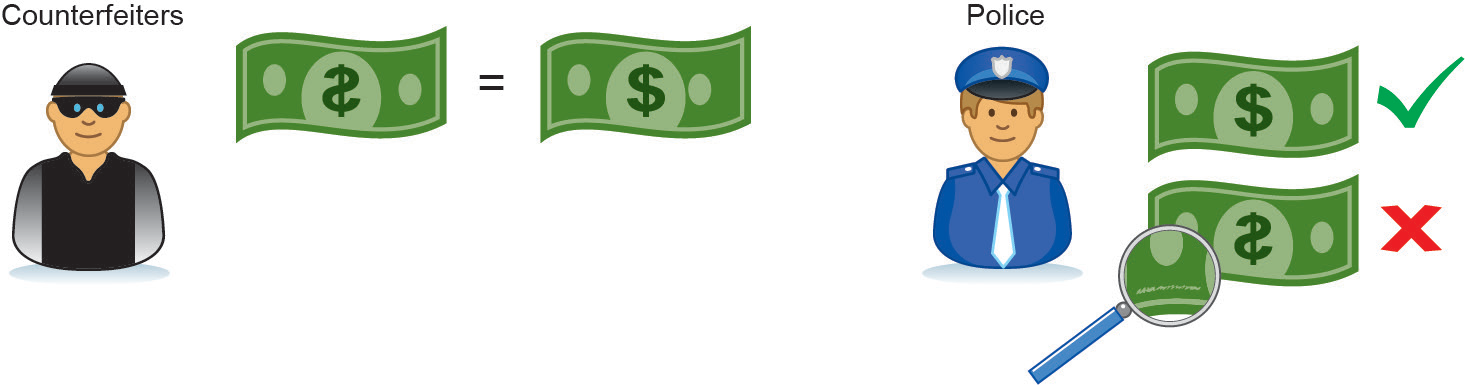 Counterfeiters
=
Police